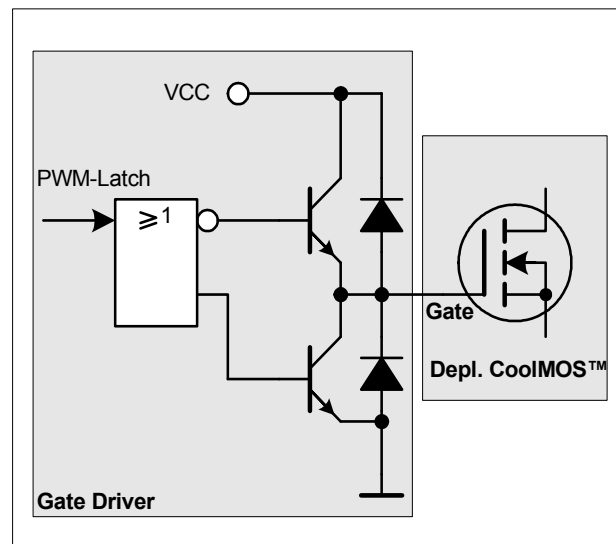 VCC
PWM-Latch
≥1
Gate
Depl. CoolMOS™
Gate Driver